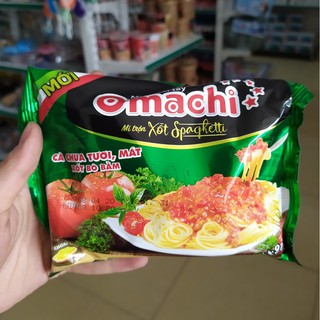 MỚI
Omachi
Mì trộn Xốt Spaghetti
CÀ CHUA TƯƠI, MÁT
XỐT BÒ BẰM